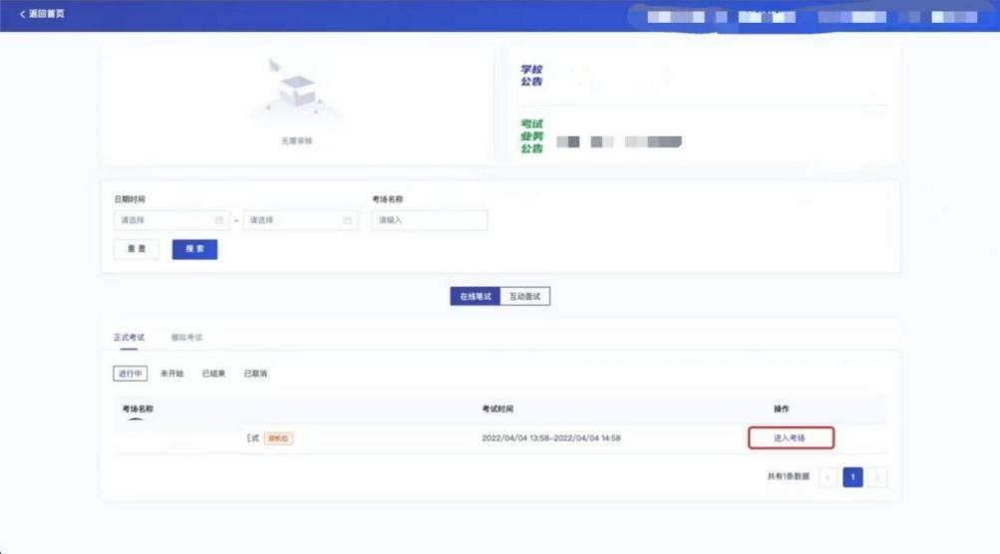 返回首页
无需审核
学校
公告
考试
业务
公告
日期时间
考场名称
请选择 - 请选择
请输入
重置 搜索
在线笔试 互动面试
正式考试 模拟考试
进行中 未开始 已结束 已取消
考场名称 考试时间 操作
正式 双机位 2022/04/04 13:58-2022/04/04 14:58 进入考场
共有1条数据 < 1 >